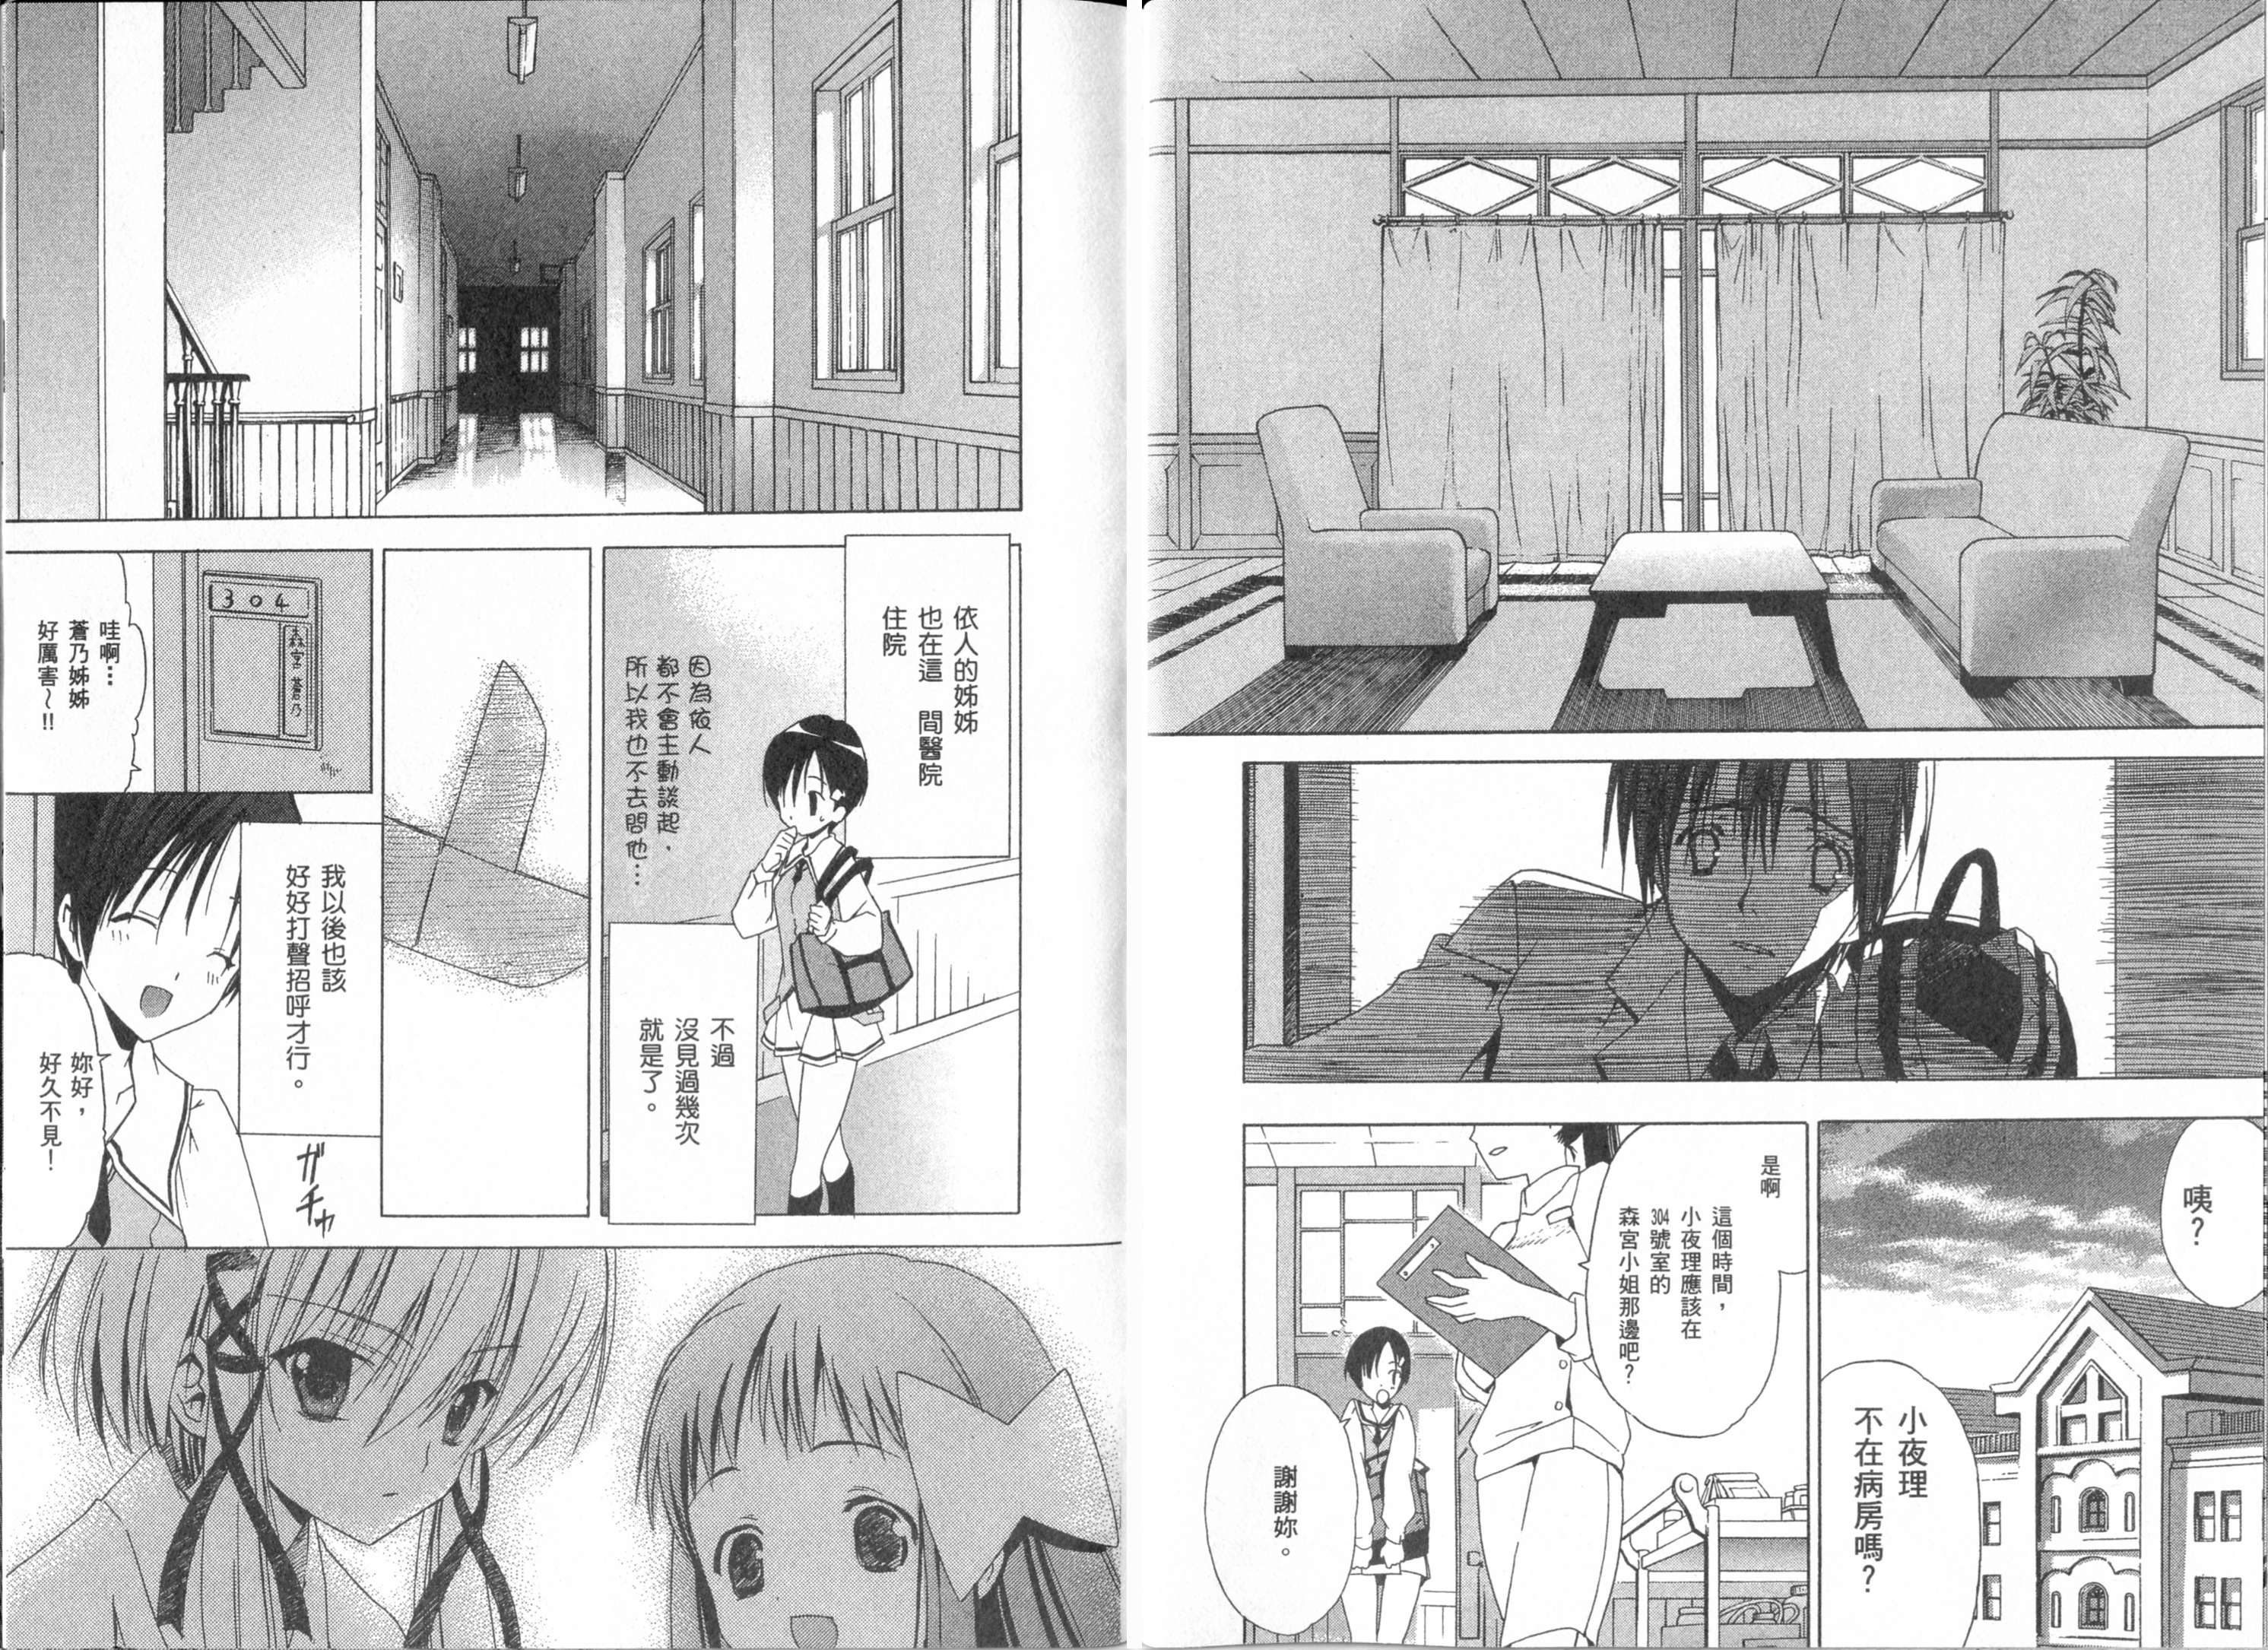 咦？
小夜理
不在病房嗎？
是啊
這個時間，
小夜理應該在
304號室的
森宮小姐那邊吧？
謝謝妳。
依人的姊姊
也在這 間醫院
住院
因為依人
都不會主動談起，
所以我也不去問他…
不過
沒見過幾次
就是了。
304
森宮 蒼乃
哇啊…
蒼乃姊姊
好厲害～!!
我以後也該
好好打聲招呼才行。
ガチャ
妳好，
好久不見！